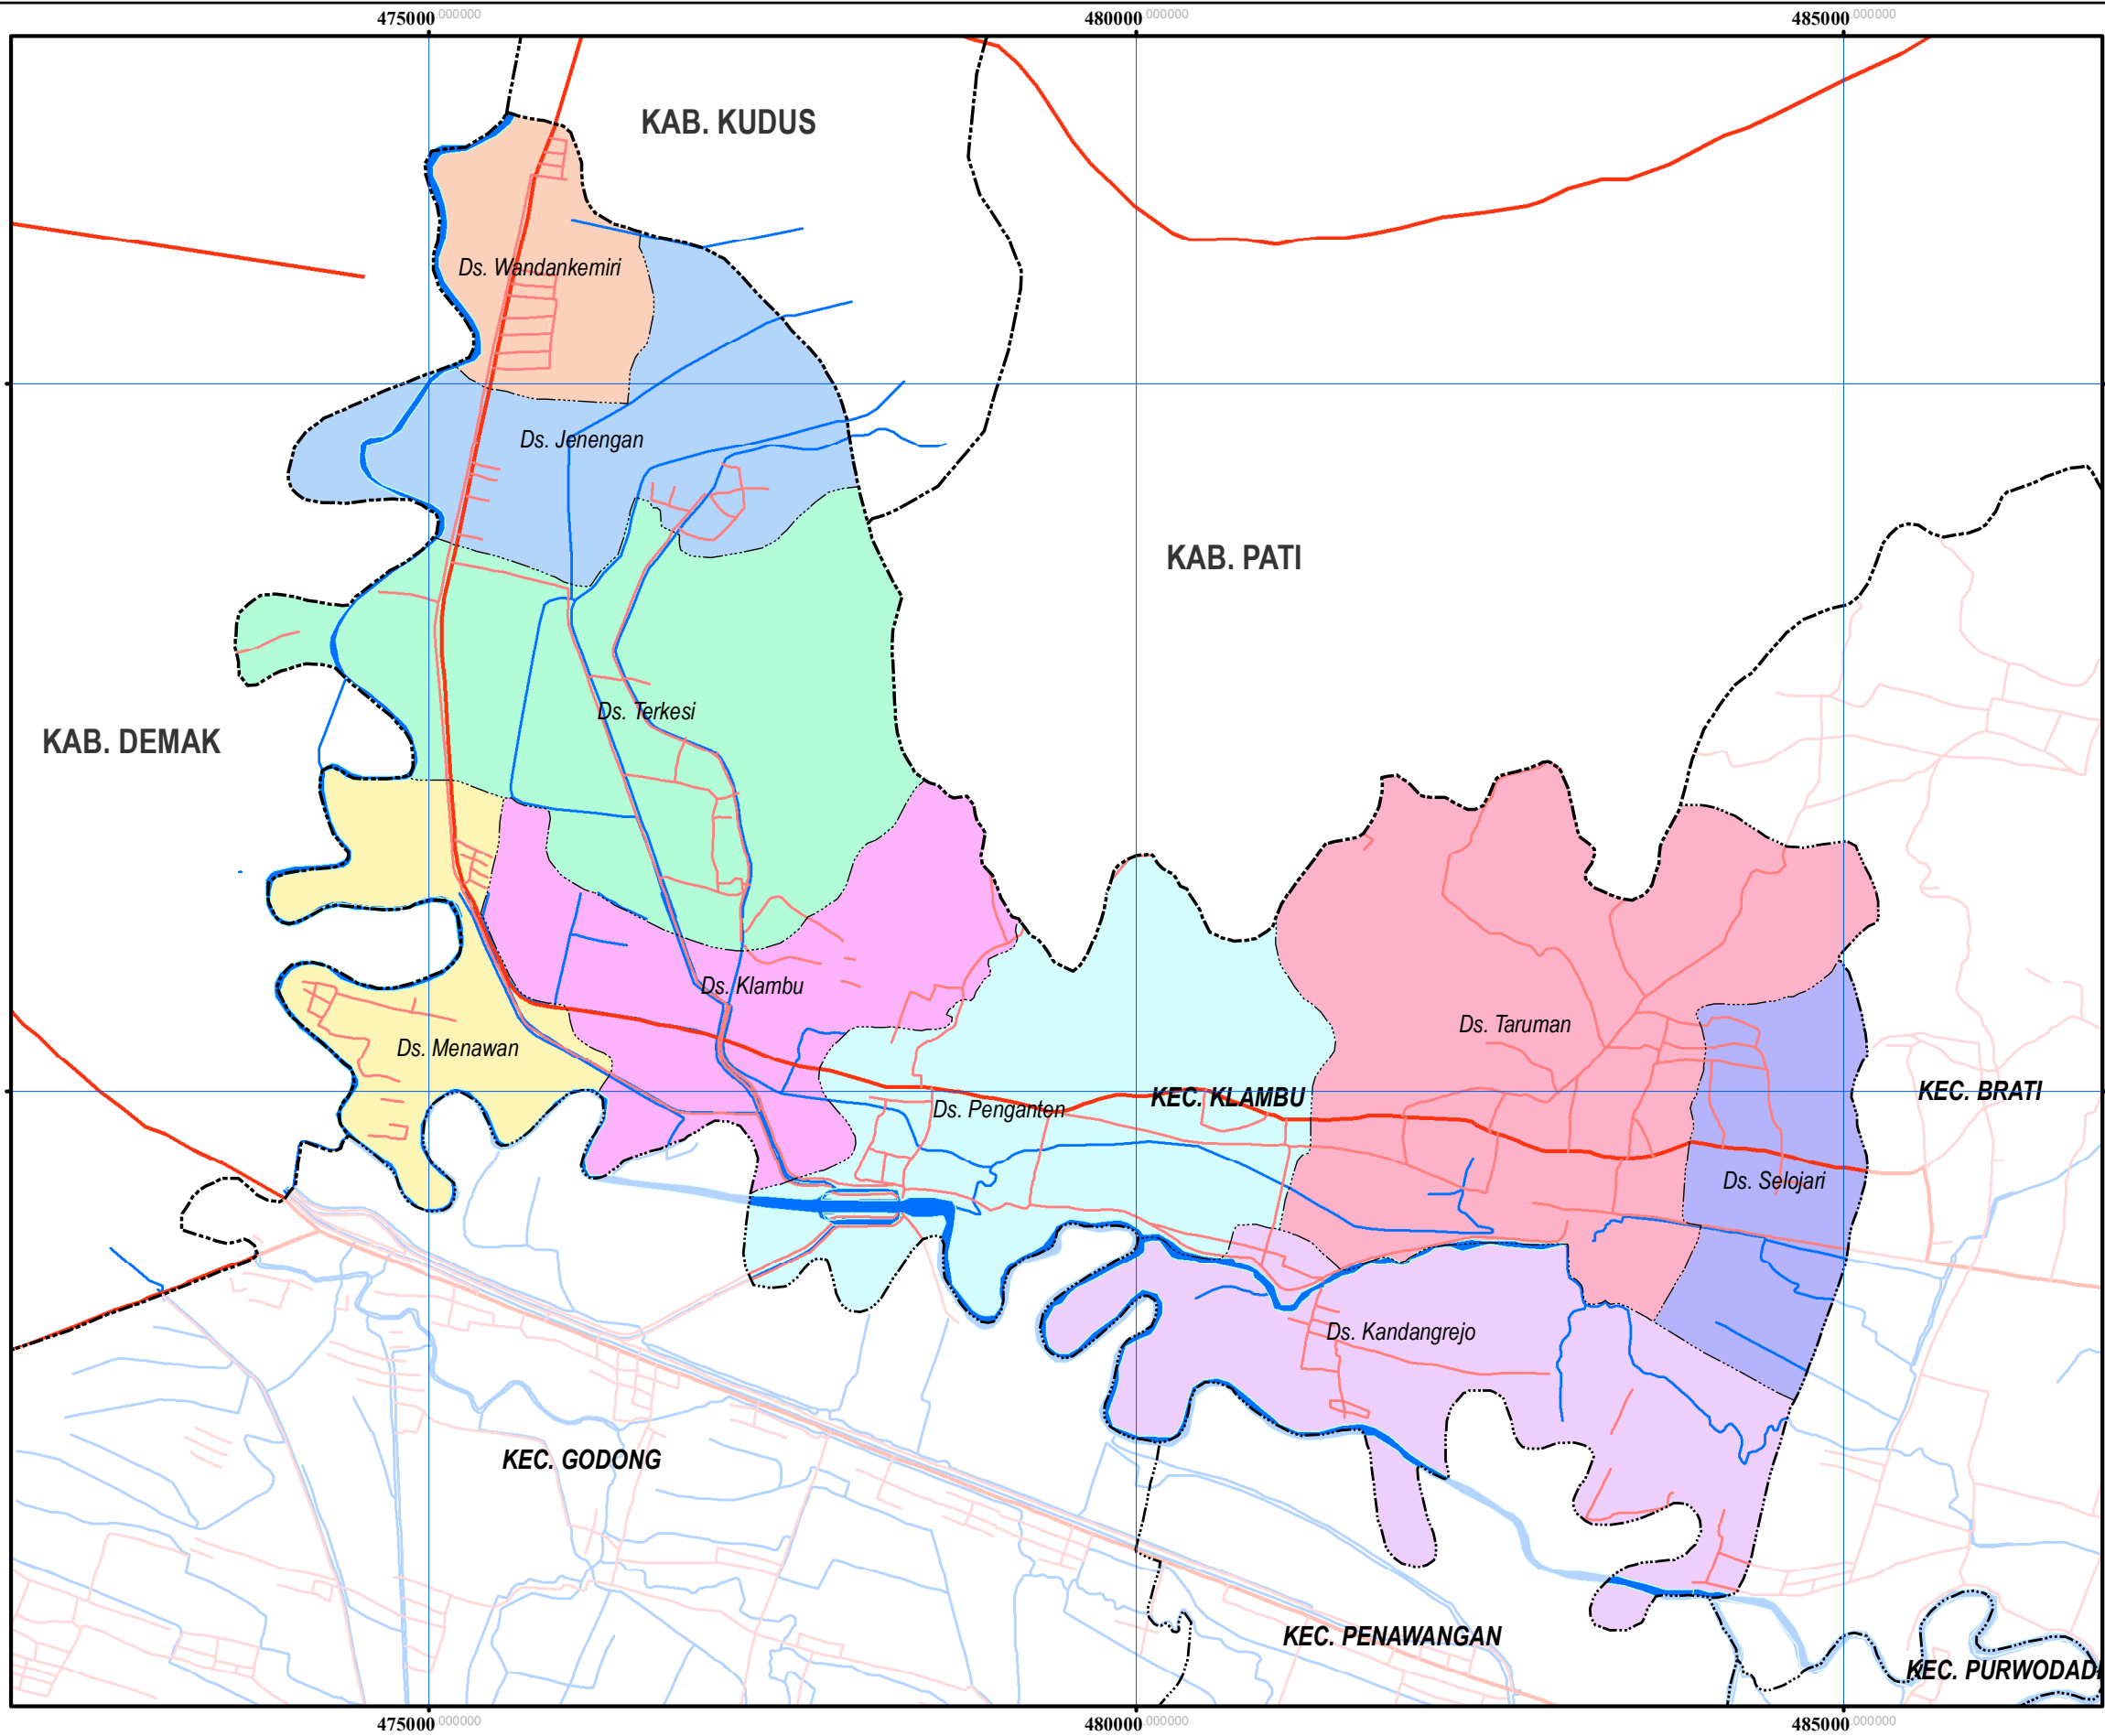 475000.000000 480000.000000 485000.000000
KAB. KUDUS
Ds. Wandankemiri
Ds. Jenengan
KAB. PATI
Ds. Terkesi
KAB. DEMAK
Ds. Klambu
Ds. Taruman
Ds. Menawan
KEC. BRATI
KEC. KLAMBU
Ds. Penganten
Ds. Selojari
Ds. Kandangrejo
KEC. GODONG
KEC. PENAWANGAN
KEC. PURWODADI
475000.000000 480000.000000 485000.000000